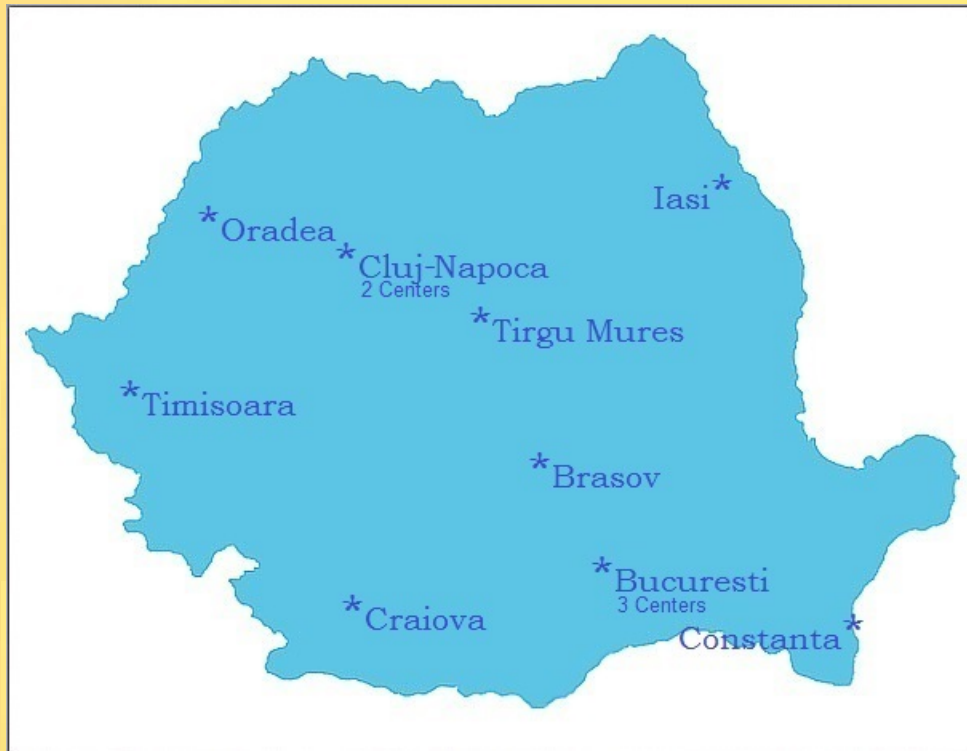 Iasi*
*Oradea
*Cluj-Napoca
2 Centers
*Tirgu Mures
*Timisoara
*Brasov
*Bucuresti
3 Centers
*Craiova
Constanta*